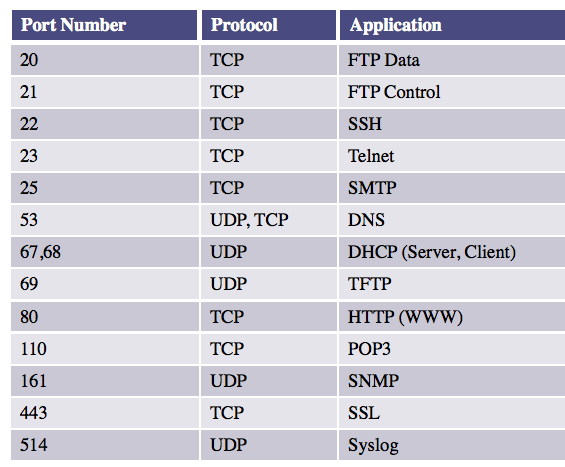 Port Number Protocol Application
20 TCP FTP Data
21 TCP FTP Control
22 TCP SSH
23 TCP Telnet
25 TCP SMTP
53 UDP, TCP DNS
67,68 UDP DHCP (Server, Client)
69 UDP TFTP
80 TCP HTTP (WWW)
110 TCP POP3
161 UDP SNMP
443 TCP SSL
514 UDP Syslog